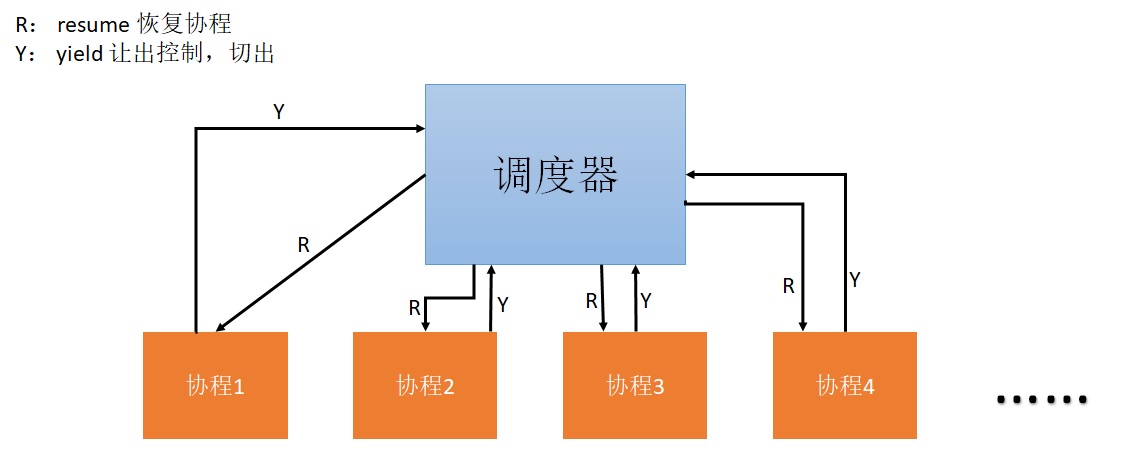 R： resume 恢复协程
Y： yield 让出控制，切出
Y
调度器
R
R
Y
R
Y
R
Y
协程1
协程2
协程3
协程4
……